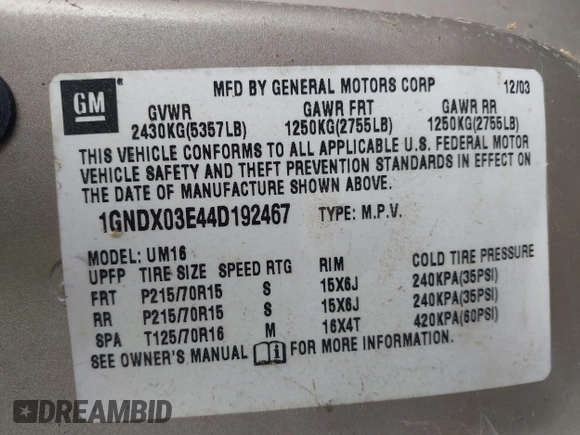 GM
MFD BY GENERAL MOTORS CORP 12/03
GVWR GAWR FRT GAWR RR
2430KG(5357LB) 1250KG(2755LB) 1250KG(2755LB)
THIS VEHICLE CONFORMS TO ALL APPLICABLE U.S. FEDERAL MOTOR
VEHICLE SAFETY AND THEFT PREVENTION STANDARDS IN EFFECT ON
THE DATE OF MANUFACTURE SHOWN ABOVE.
1GNDX03E44D192467 TYPE: M.P.V.
MODEL: UM16
UPFP TIRE SIZE SPEED RTG RIM COLD TIRE PRESSURE
FRT P215/70R15 S 15X6J 240KPA(35PSI)
RR P215/70R15 S 15X6J 240KPA(35PSI)
SPA T125/70R16 M 16X4T 420KPA(60PSI)
SEE OWNER'S MANUAL FOR MORE INFORMATION.
DREAMBID